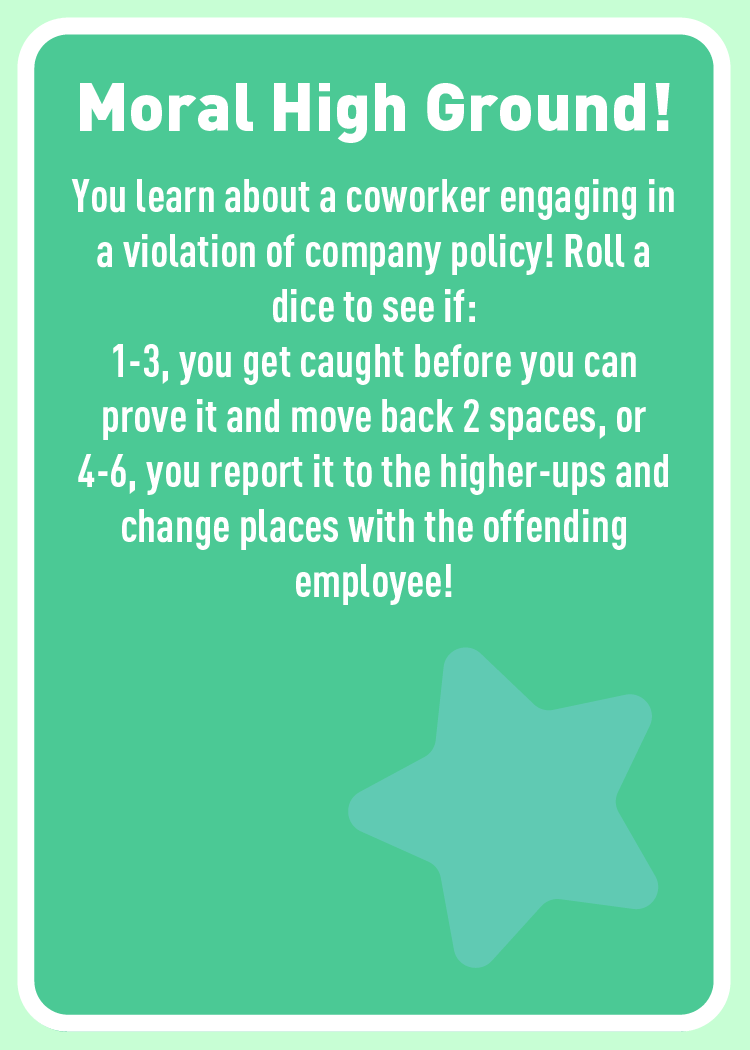 Moral High Ground!
You learn about a coworker engaging in
a violation of company policy! Roll a
dice to see if:
1-3, you get caught before you can
prove it and move back 2 spaces, or
4-6, you report it to the higher-ups and
change places with the offending
employee!